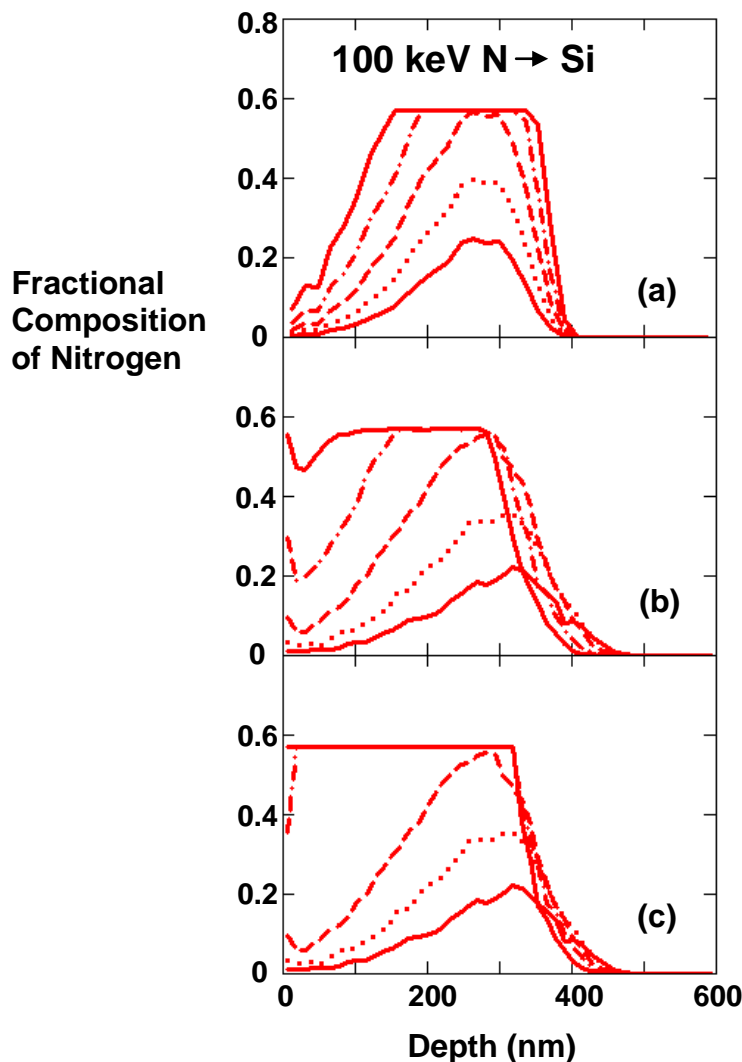 0.8
100 keV N → Si
0.6
0.4
0.2
0
(a)
Fractional
Composition
of Nitrogen
0.6
0.4
0.2
0
(b)
0.6
0.4
0.2
0
(c)
0 200 400 600
Depth (nm)